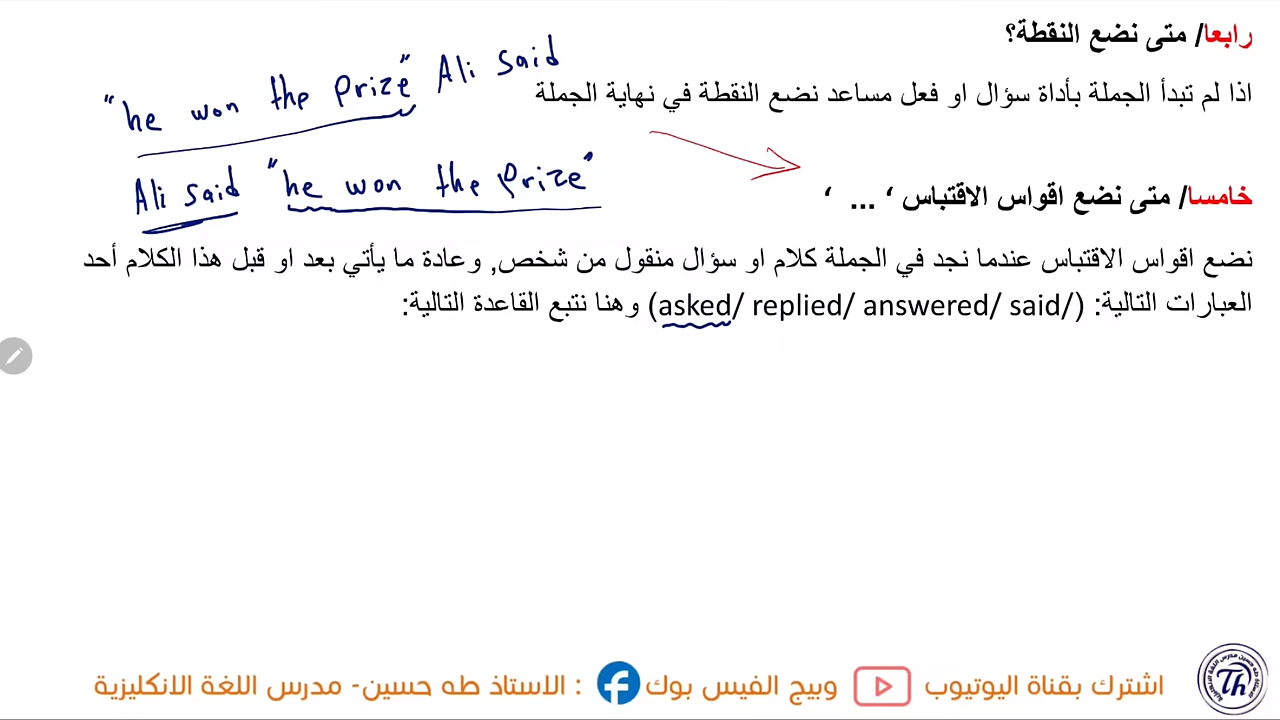 رابعا/ متى نضع النقطة؟
"he won the prize" Ali said
اذا لم تبدأ الجملة بأداة سؤال او فعل مساعد نضع النقطة في نهاية الجملة
Ali said "he won the prize"
خامسا/ متى نضع اقواس الاقتباس ‘ ... ‘
نضع اقواس الاقتباس عندما نجد في الجملة كلام او سؤال منقول من شخص, وعادة ما يأتي بعد او قبل هذا الكلام أحد
العبارات التالية: (/asked/ replied/ answered/ said) وهنا نتبع القاعدة التالية:
اشترك بقناة اليوتيوب وبيج الفيس بوك : الاستاذ طه حسين- مدرس اللغة الانكليزية
Th